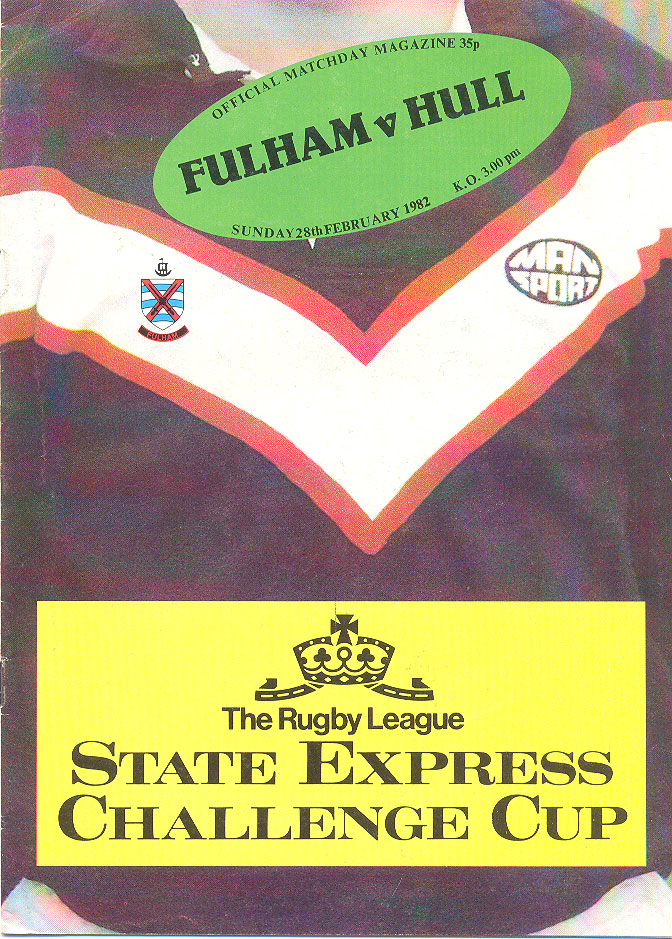 OFFICIAL MATCHDAY MAGAZINE 35p
FULHAM v HULL
SUNDAY 28th FEBRUARY 1982 K.O. 3.00 pm
MAN
SPORT
FULHAM
The Rugby League
STATE EXPRESS
CHALLENGE CUP